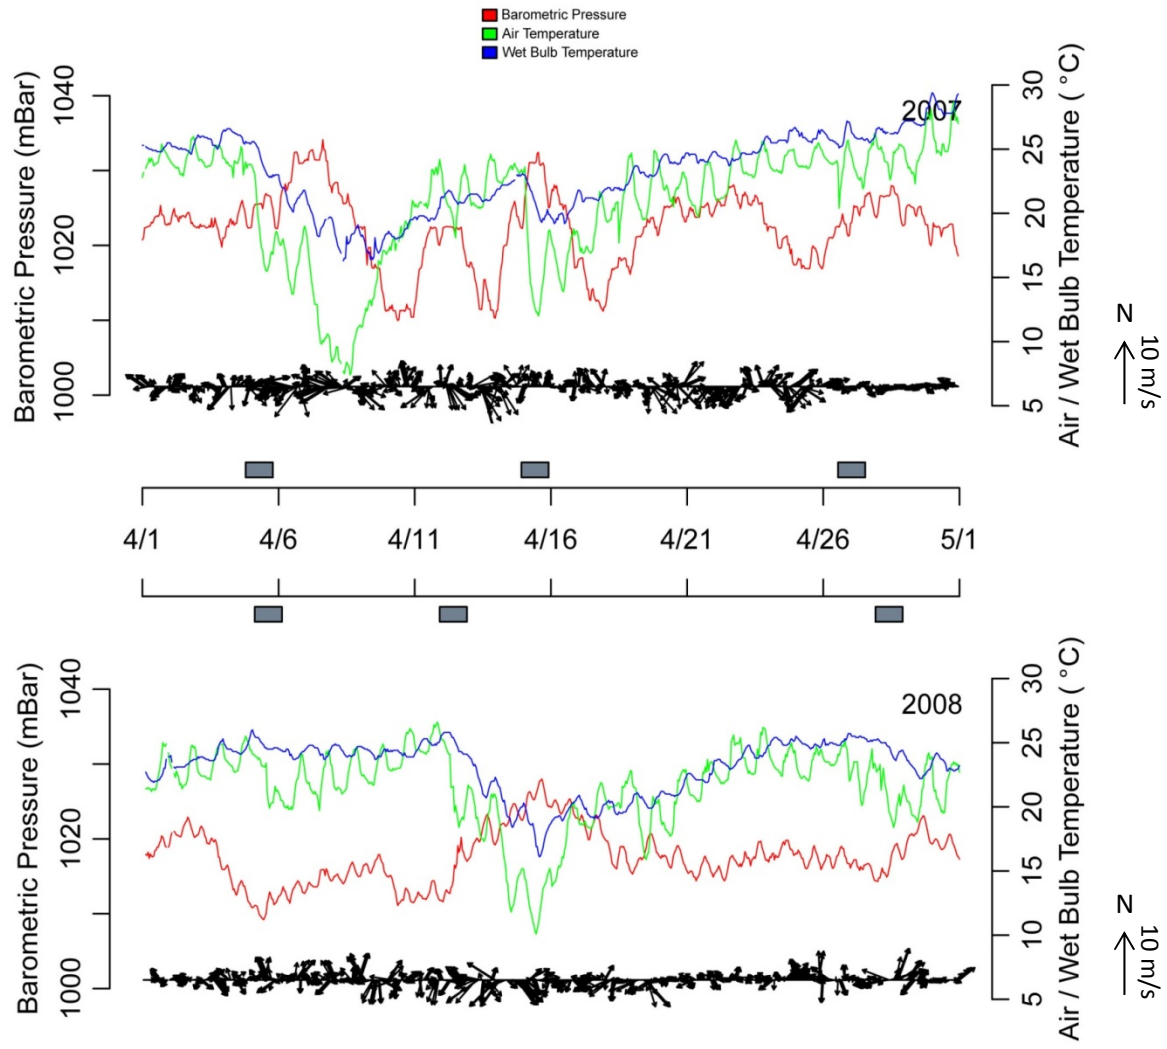 Barometric Pressure
Air Temperature
Wet Bulb Temperature
Barometric Pressure (mBar)
1040
1020
1000
2007
30
25
20
15
10
5
Air / Wet Bulb Temperature ( °C)
N
10 m/s
4/1 4/6 4/11 4/16 4/21 4/26 5/1
Barometric Pressure (mBar)
1040
1020
1000
2008
30
25
20
15
10
5
Air / Wet Bulb Temperature ( °C)
N
10 m/s